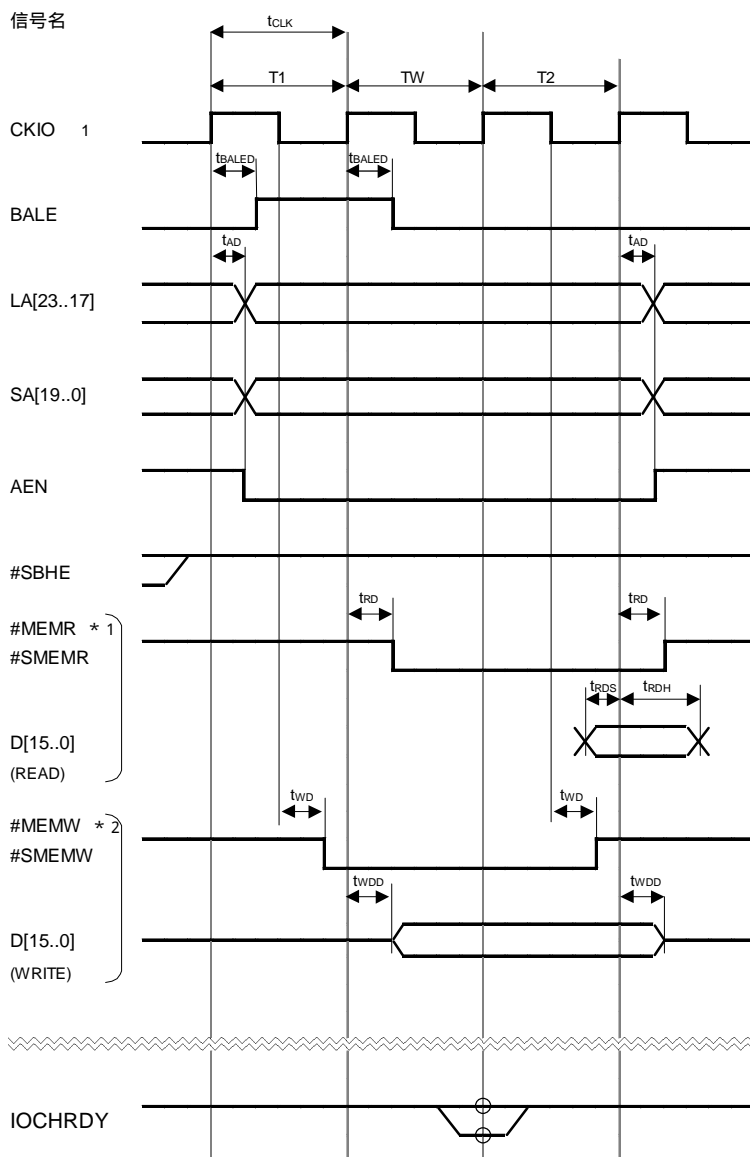 信号名
tCLK
T1 TW T2
CKIO 1
tBALED tBALED
BALE
tAD tAD
LA[23..17]
SA[19..0]
AEN
#SBHE
tRD tRD
#MEMR *1
#SMEMR
tRDS tRDH
D[15..0]
(READ)
tWD tWD
#MEMW *2
#SMEMW
tWDD tWDD
D[15..0]
(WRITE)
IOCHRDY